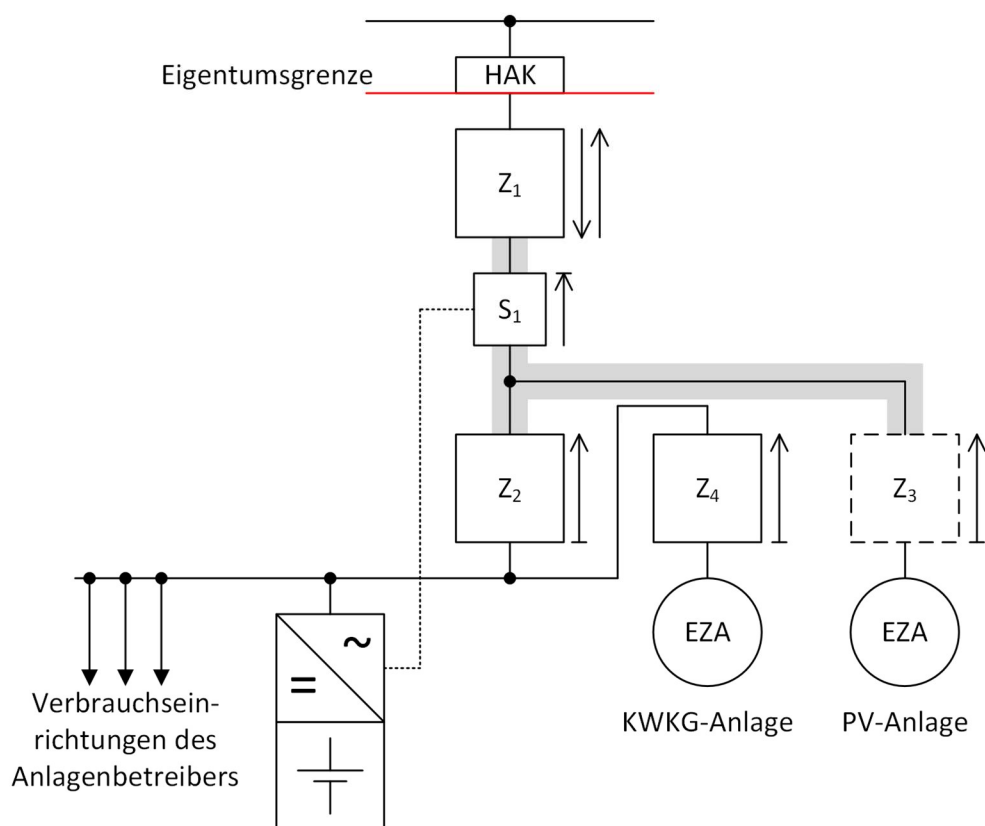 Eigentumsgrenze
HAK
Z₁
S₁
Z₂
Z₄
Z₃
~
=
EZA
EZA
KWKG-Anlage
PV-Anlage
Verbrauchsein-
richtungen des
Anlagenbetreibers